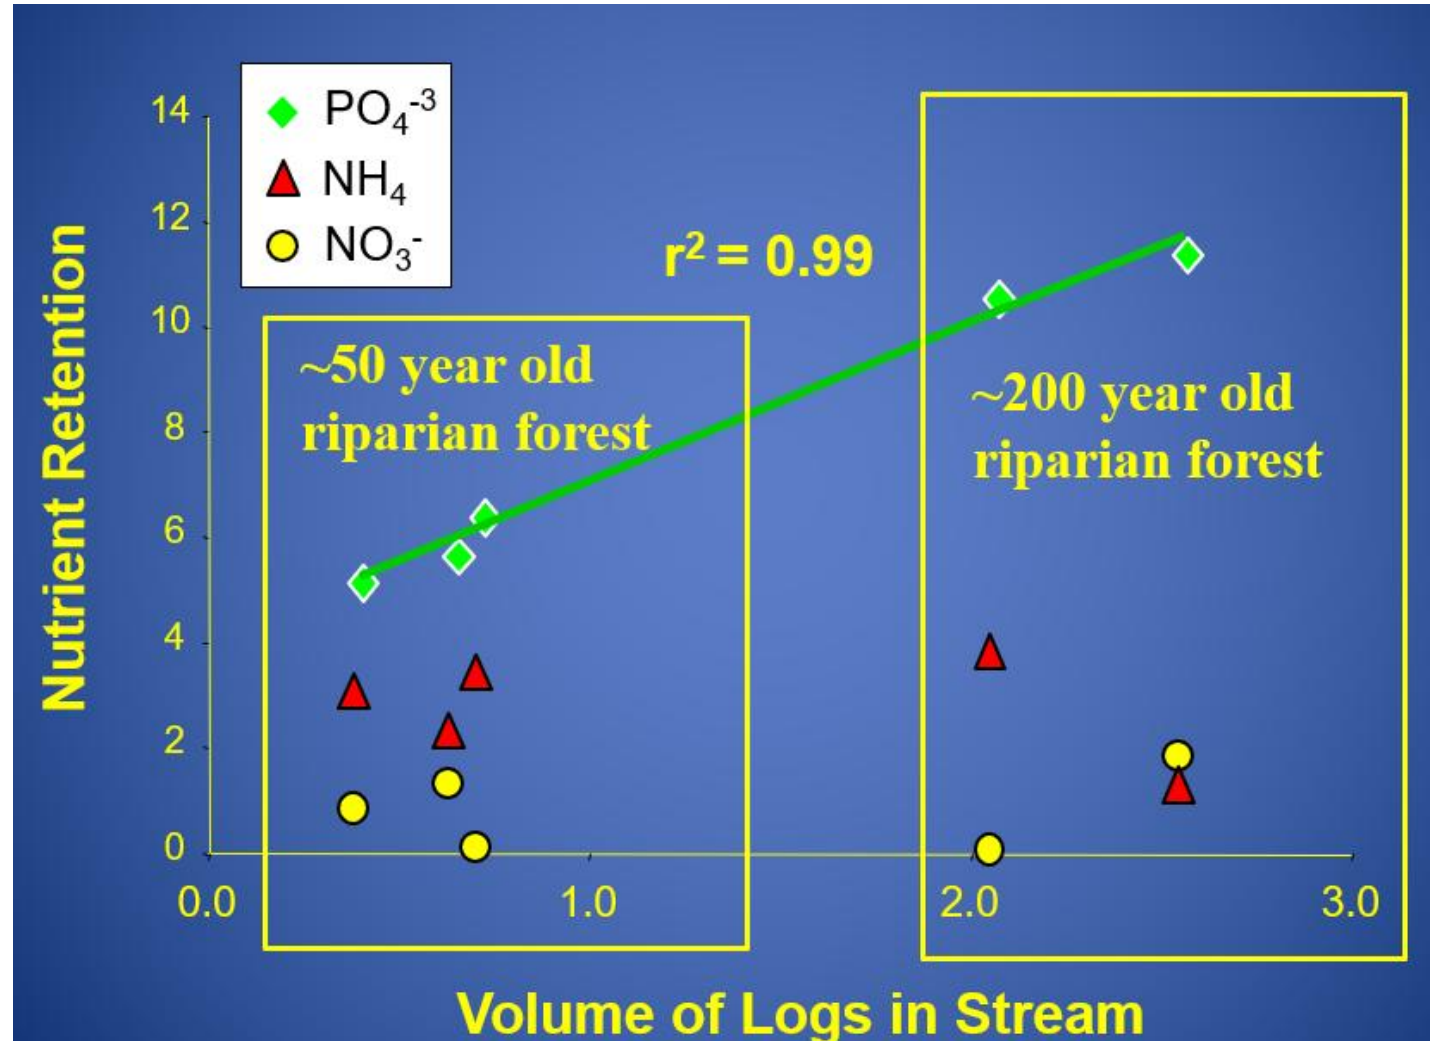 PO₄⁻³
NH₄
NO₃⁻
r² = 0.99
~50 year old
riparian forest
~200 year old
riparian forest
Nutrient Retention
14
12
10
8
6
4
2
0
0.0 1.0 2.0 3.0
Volume of Logs in Stream